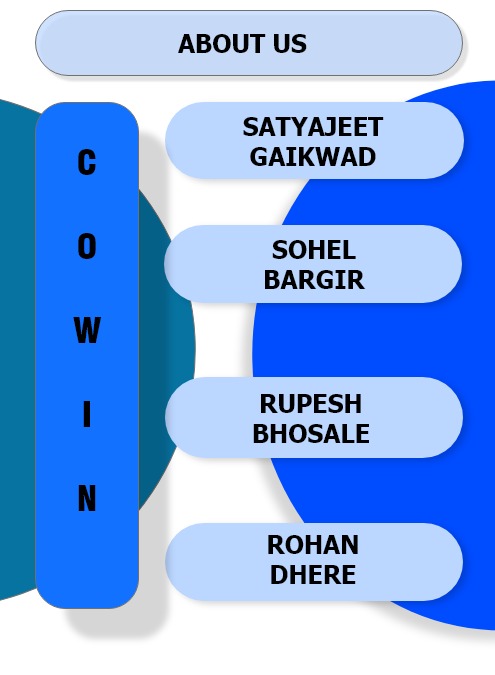 ABOUT US
C
O
W
I
N
SATYAJEET
GAIKWAD
SOHEL
BARGIR
RUPESH
BHOSALE
ROHAN
DHERE